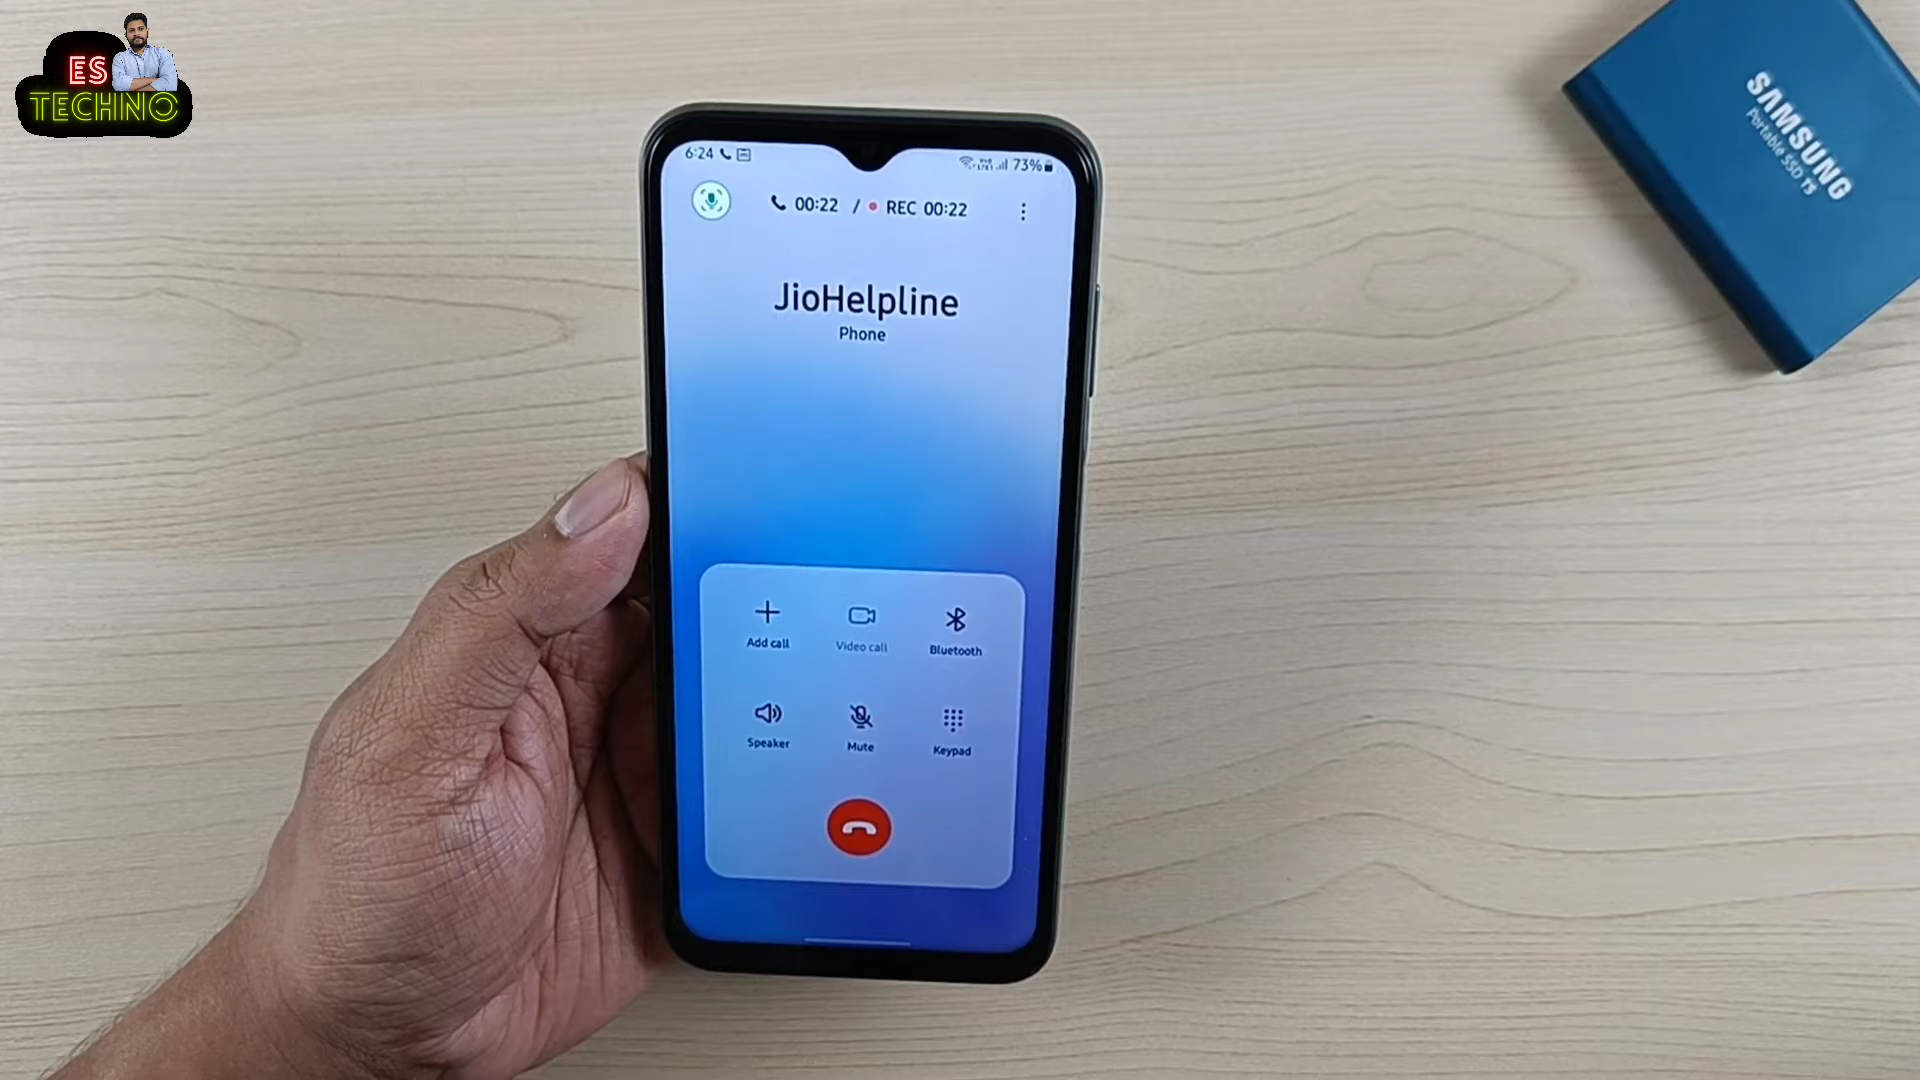 ES
TECHNO
6:24 73%
00:22 / REC 00:22
JioHelpline
Phone
Add call Video call Bluetooth
Speaker Mute Keypad
SAMSUNG
Portable SSD T5